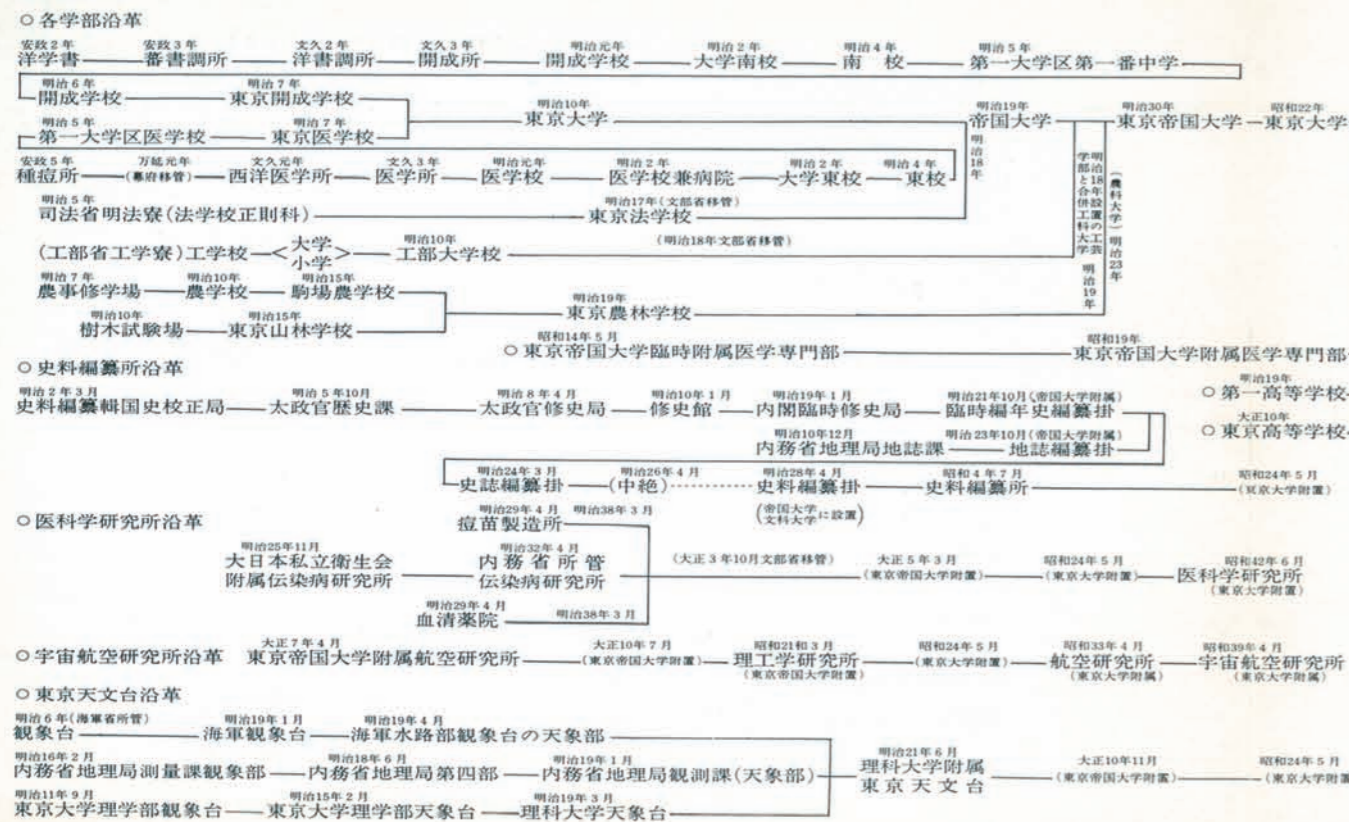 ○各学部沿革
安政2年 安政3年 文久2年 文久3年 明治元年 明治2年 明治4年 明治5年
洋学書 蕃書調所 洋書調所 開成所 開成学校 大学南校 南校 第一大学区第一番中学
明治6年 明治7年 明治10年 明治19年 明治30年 昭和22年
開成学校 東京開成学校 東京大学 帝国大学 東京帝国大学 東京大学
明治5年 明治7年
第一大学区医学校 東京医学校
明治18年
安政5年 万延元年 文久元年 文久3年 明治元年 明治2年 明治2年 明治4年
種痘所 (幕府移管) 西洋医学所 医学所 医学校 医学校兼病院 大学東校 東校
明治5年 明治17年(文部省移管)
司法省明法寮(法学校正則科) 東京法学校
明治18年設置の工芸
学部と合併工科大学
明治19年
(農科大学)明治23年
明治10年 (明治18年文部省移管)
(工部省工学寮)工学校 <大学 小学> 工部大学校
明治7年 明治10年 明治15年
農事修学場 農学校 駒場農学校
明治19年
東京農林学校
明治10年 明治15年
樹木試験場 東京山林学校
昭和14年5月 昭和19年
○東京帝国大学臨時附属医学専門部 東京帝国大学附属医学専門部
○史料編纂所沿革
明治19年
○第一高等学校
明治2年3月 明治5年10月 明治8年4月 明治10年1月 明治19年1月 明治21年10月(帝国大学附属)
史料編纂輯国史校正局 太政官歴史課 太政官修史局 修史館 内閣臨時修史局 臨時編年史編纂掛
大正10年
○東京高等学校
明治10年12月 明治23年10月(帝国大学附属)
内務省地理局地誌課 地誌編纂掛
明治24年3月 明治26年4月 明治28年4月 昭和4年7月 昭和24年5月
史誌編纂掛 (中絶) 史料編纂掛 史料編纂所 (京大学附置)
(帝国大学 文科大学に設置)
○医科学研究所沿革
明治29年4月 明治38年3月
痘苗製造所
明治25年11月 明治32年4月 (大正3年10月文部省移管) 大正5年3月 昭和24年5月 昭和42年6月
大日本私立衛生会 内務省所管
附属伝染病研究所 伝染病研究所 (東京帝国大学附置) (東京大学附置) 医科学研究所
(東京大学附置)
明治29年4月 明治38年3月
血清薬院
大正7年4月 大正10年7月 昭和21和3月 昭和24年5月 昭和33年4月 昭和39年4月
○宇宙航空研究所沿革 東京帝国大学附属航空研究所 (東京帝国大学附置) 理工学研究所 (東京大学附置) 航空研究所 宇宙航空研究所
(東京帝国大学附置) (東京大学附属) (東京大学附属)
○東京天文台沿革
明治6年(海軍省所管) 明治19年1月 明治19年4月
観象台 海軍観象台 海軍水路部観象台の天象部
明治16年2月 明治18年6月 明治19年1月
内務省地理局測量課観象部 内務省地理局第四部 内務省地理局観測課(天象部)
明治21年6月 大正10年11月 昭和24年5月
理科大学附属
東京天文台 (東京帝国大学附置) (東京大学附置
明治11年9月 明治15年2月 明治19年3月
東京大学理学部観象台 東京大学理学部天象台 理科大学天象台